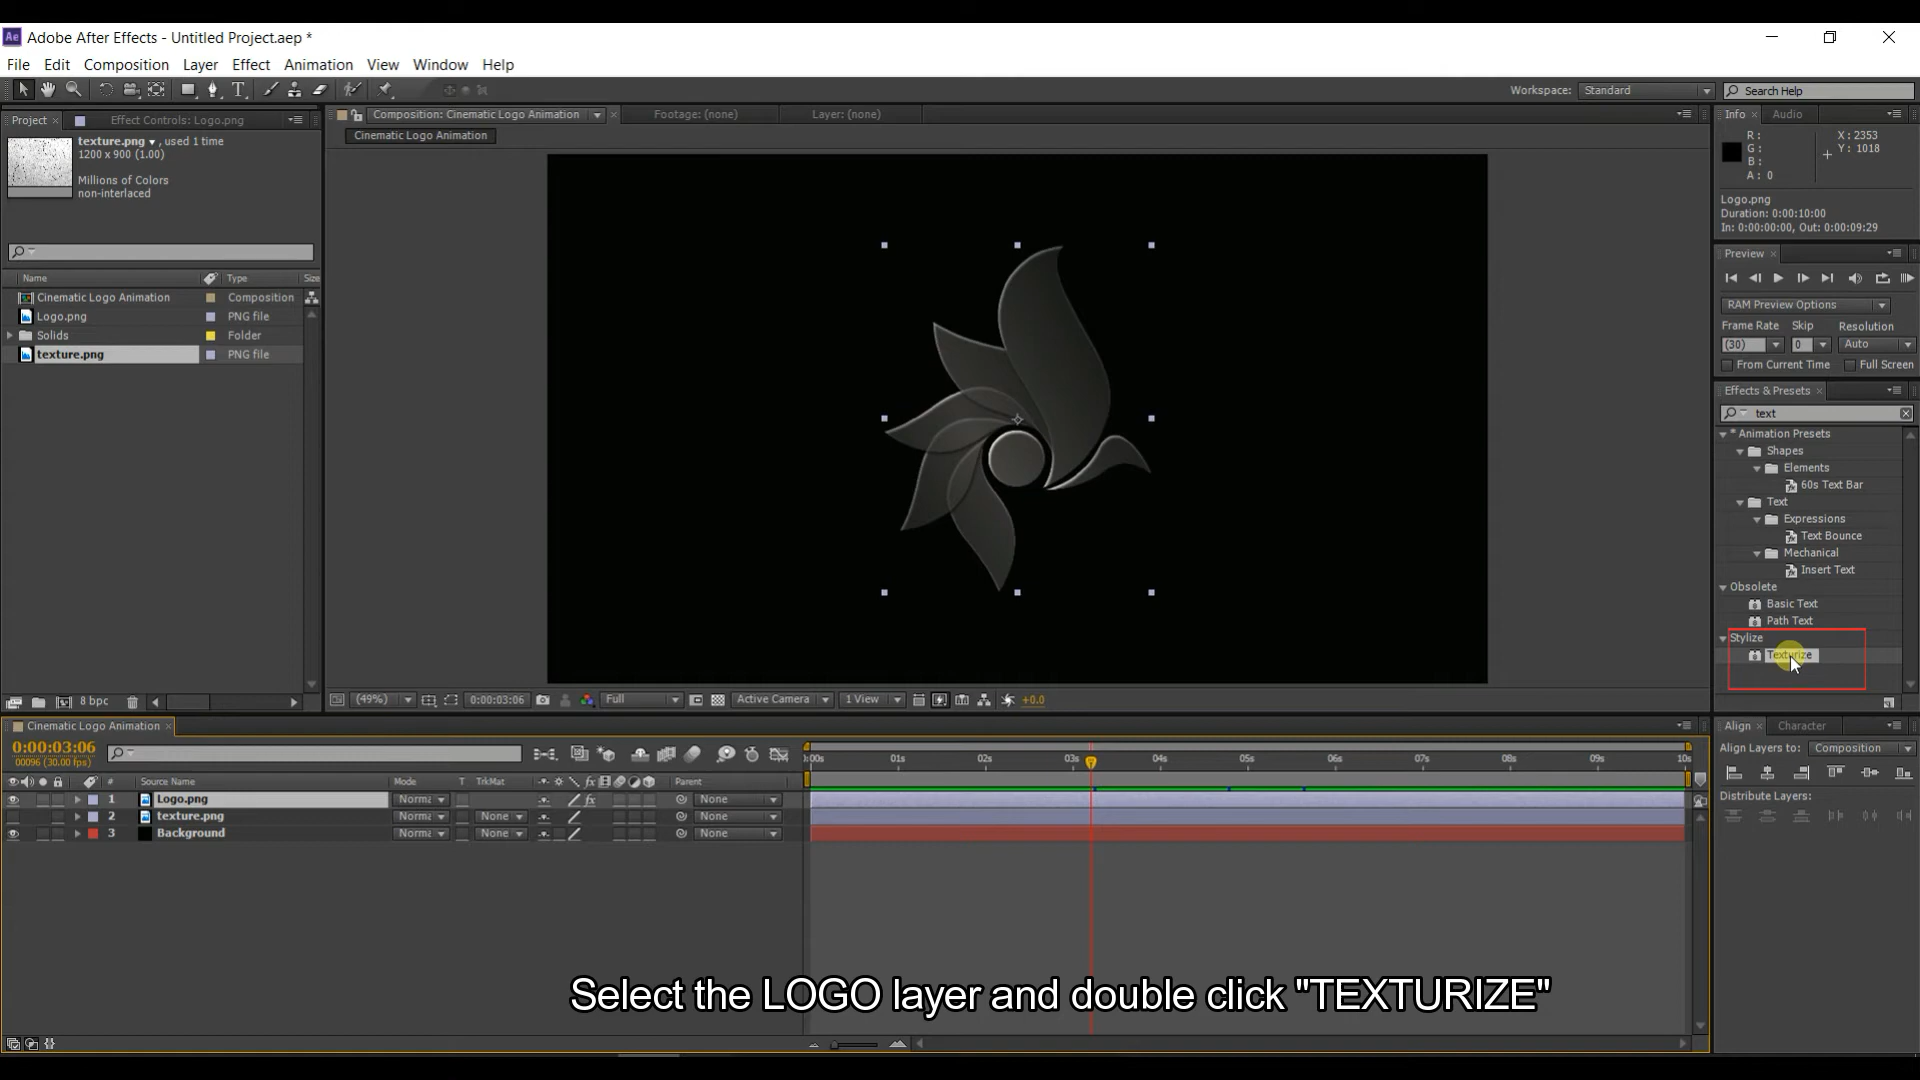 Ae Adobe After Effects - Untitled Project.aep *
File Edit Composition Layer Effect Animation View Window Help
Workspace: Standard Search Help
Project Effect Controls: Logo.png Composition: Cinematic Logo Animation Footage: (none) Layer: (none) Info Audio
Cinematic Logo Animation
texture.png , used 1 time
1200 x 900 (1.00)
Millions of Colors
non-interlaced
Name Type Size
Cinematic Logo Animation Composition
Logo.png PNG file
Solids Folder
texture.png PNG file
8 bpc
(49%) 0:00:03:06 Full Active Camera 1 View +0.0
R: X: 2353
G: Y: 1018
B:
A: 0
Logo.png
Duration: 0:00:10:00
In: 0:00:00:00, Out: 0:00:09:29
Preview
RAM Preview Options
Frame Rate Skip Resolution
(30) 0 Auto
From Current Time Full Screen
Effects & Presets
text
* Animation Presets
Shapes
Elements
60s Text Bar
Text
Expressions
Text Bounce
Mechanical
Insert Text
Obsolete
Basic Text
Path Text
Stylize
Texturize
Cinematic Logo Animation
0:00:03:06
00096 (30.00 fps)
:00s 01s 02s 03s 04s 05s 06s 07s 08s 09s 10s
# Source Name Mode T TrkMat Parent
1 Logo.png Norma None
2 texture.png Norma None None
3 Background Norma None None
Align Character
Align Layers to: Composition
Distribute Layers:
Select the LOGO layer and double click "TEXTURIZE"